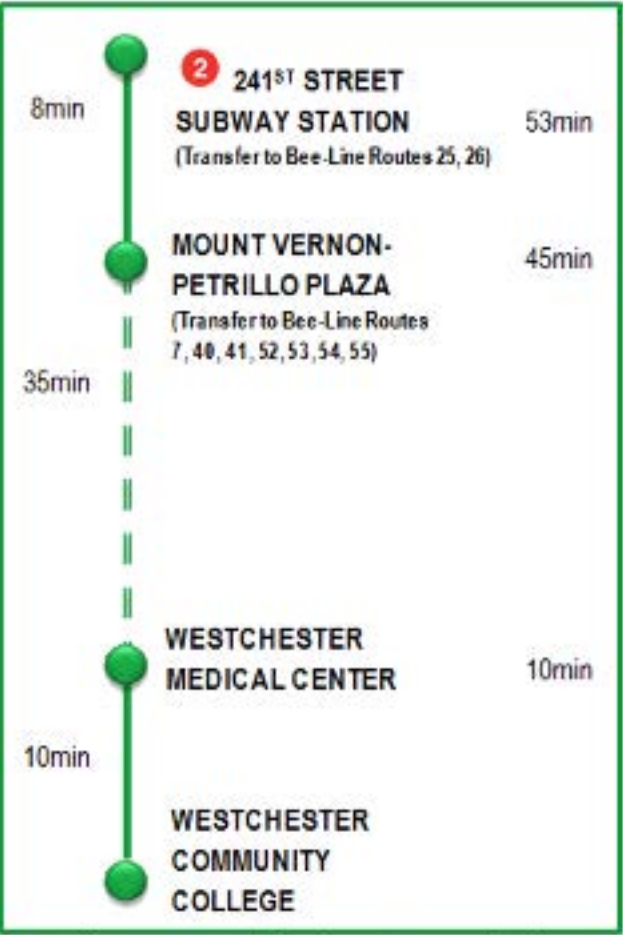 2 241ST STREET
8min
SUBWAY STATION
53min
(Transfer to Bee-Line Routes 25, 26)
MOUNT VERNON-
45min
PETRILLO PLAZA
(Transfer to Bee-Line Routes
7, 40, 41, 52, 53, 54, 55)
35min
WESTCHESTER
MEDICAL CENTER
10min
10min
WESTCHESTER
COMMUNITY
COLLEGE